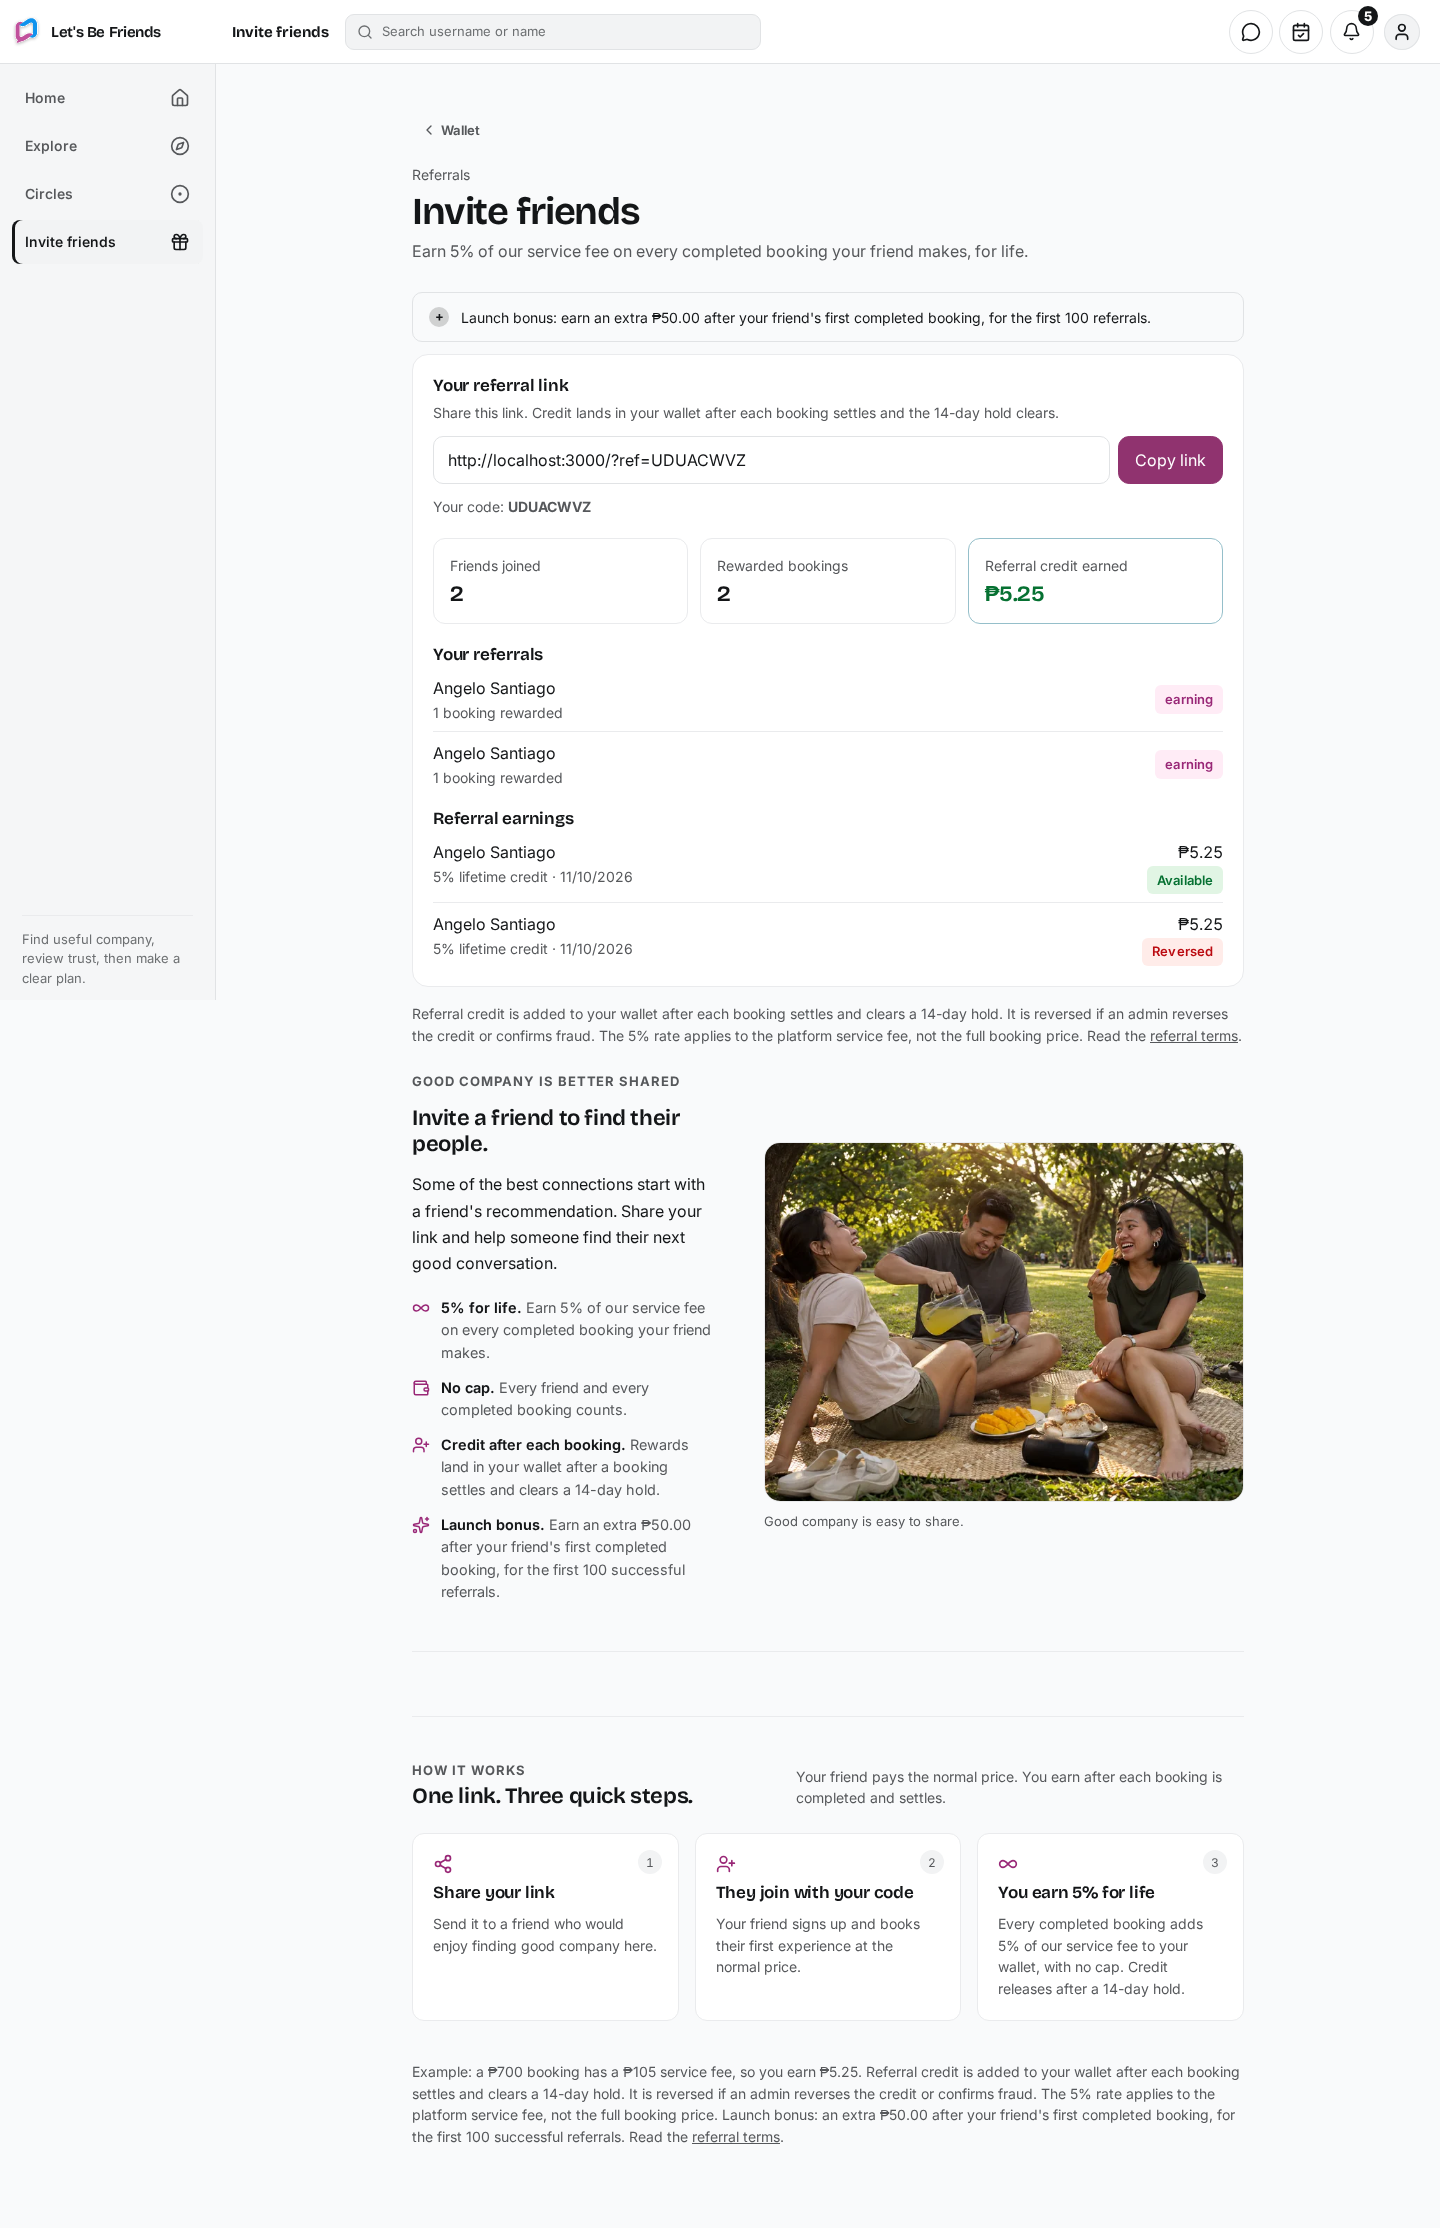 Let's Be Friends
Invite friends
Search username or name
5
Home
Explore
Circles
Invite friends
Find useful company,
review trust, then make a
clear plan.
Wallet
Referrals
Invite friends
Earn 5% of our service fee on every completed booking your friend makes, for life.
Launch bonus: earn an extra ₱50.00 after your friend's first completed booking, for the first 100 referrals.
Your referral link
Share this link. Credit lands in your wallet after each booking settles and the 14-day hold clears.
http://localhost:3000/?ref=UDUACWVZ
Copy link
Your code: UDUACWVZ
Friends joined
2
Rewarded bookings
2
Referral credit earned
₱5.25
Your referrals
Angelo Santiago
1 booking rewarded
earning
Angelo Santiago
1 booking rewarded
earning
Referral earnings
Angelo Santiago
5% lifetime credit · 11/10/2026
₱5.25
Available
Angelo Santiago
5% lifetime credit · 11/10/2026
₱5.25
Reversed
Referral credit is added to your wallet after each booking settles and clears a 14-day hold. It is reversed if an admin reverses
the credit or confirms fraud. The 5% rate applies to the platform service fee, not the full booking price. Read the referral terms.
GOOD COMPANY IS BETTER SHARED
Invite a friend to find their
people.
Some of the best connections start with
a friend's recommendation. Share your
link and help someone find their next
good conversation.
5% for life. Earn 5% of our service fee
on every completed booking your friend
makes.
No cap. Every friend and every
completed booking counts.
Credit after each booking. Rewards
land in your wallet after a booking
settles and clears a 14-day hold.
Launch bonus. Earn an extra ₱50.00
after your friend's first completed
booking, for the first 100 successful
referrals.
Good company is easy to share.
HOW IT WORKS
One link. Three quick steps.
Your friend pays the normal price. You earn after each booking is
completed and settles.
1
Share your link
Send it to a friend who would
enjoy finding good company here.
2
They join with your code
Your friend signs up and books
their first experience at the
normal price.
3
You earn 5% for life
Every completed booking adds
5% of our service fee to your
wallet, with no cap. Credit
releases after a 14-day hold.
Example: a ₱700 booking has a ₱105 service fee, so you earn ₱5.25. Referral credit is added to your wallet after each booking
settles and clears a 14-day hold. It is reversed if an admin reverses the credit or confirms fraud. The 5% rate applies to the
platform service fee, not the full booking price. Launch bonus: an extra ₱50.00 after your friend's first completed booking, for
the first 100 successful referrals. Read the referral terms.